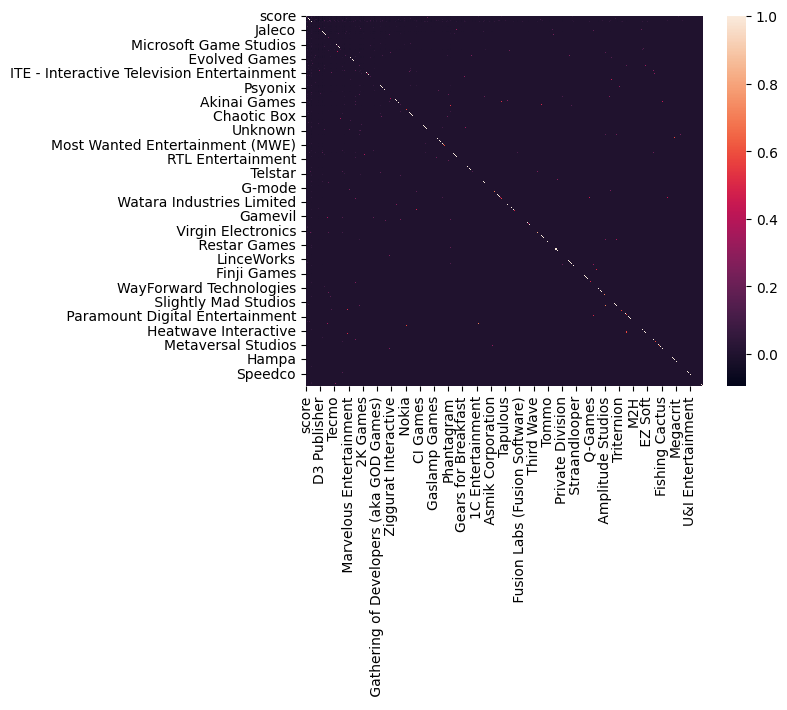 score
Jaleco
Microsoft Game Studios
Evolved Games
ITE - Interactive Television Entertainment
Psyonix
Akinai Games
Chaotic Box
Unknown
Most Wanted Entertainment (MWE)
RTL Entertainment
Telstar
G-mode
Watara Industries Limited
Gamevil
Virgin Electronics
Restar Games
LinceWorks
Finji Games
WayForward Technologies
Slightly Mad Studios
Paramount Digital Entertainment
Heatwave Interactive
Metaversal Studios
Hampa
Speedco
score
D3 Publisher
Tecmo
Marvelous Entertainment
2K Games
Gathering of Developers (aka GOD Games)
Ziggurat Interactive
Nokia
CI Games
Gaslamp Games
Phantagram
Gears for Breakfast
1C Entertainment
Asmik Corporation
Tapulous
Fusion Labs (Fusion Software)
Third Wave
Tommo
Private Division
Straandlooper
Q-Games
Amplitude Studios
Triternion
M2H
EZ Soft
Fishing Cactus
Megacrit
U&I Entertainment
1.0
0.8
0.6
0.4
0.2
0.0